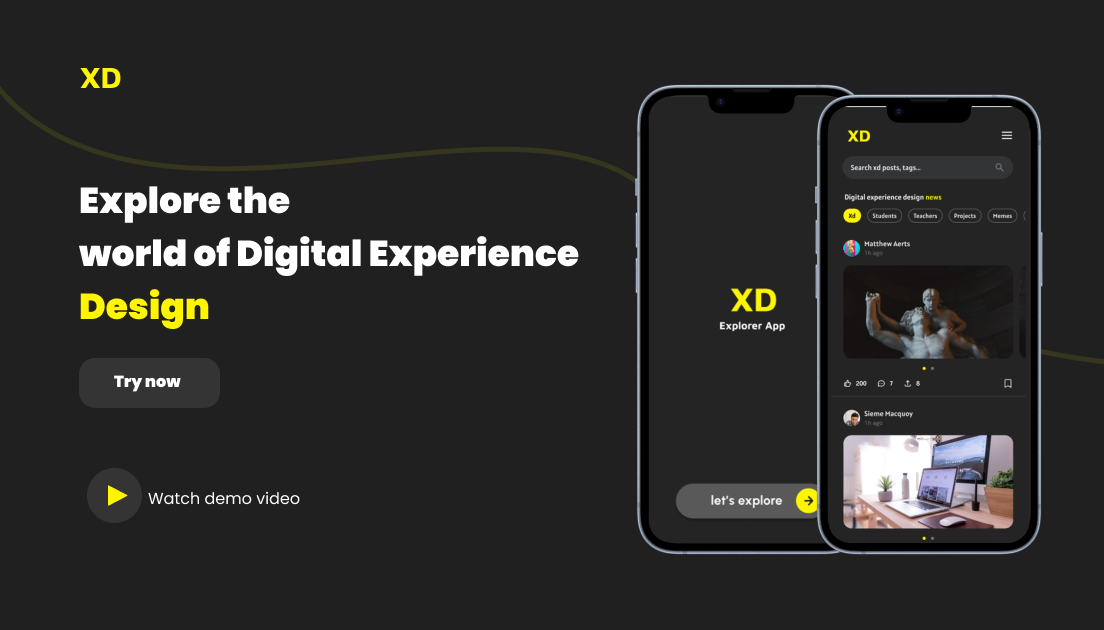 XD
Explore the
world of Digital Experience
Design
Try now
Watch demo video
XD
Explorer App
let's explore
XD
Search xd posts, tags...
Digital experience design news
Xd Students Teachers Projects Memes
Matthew Aerts
1h ago
200 7 8
Sieme Macquoy
1h ago